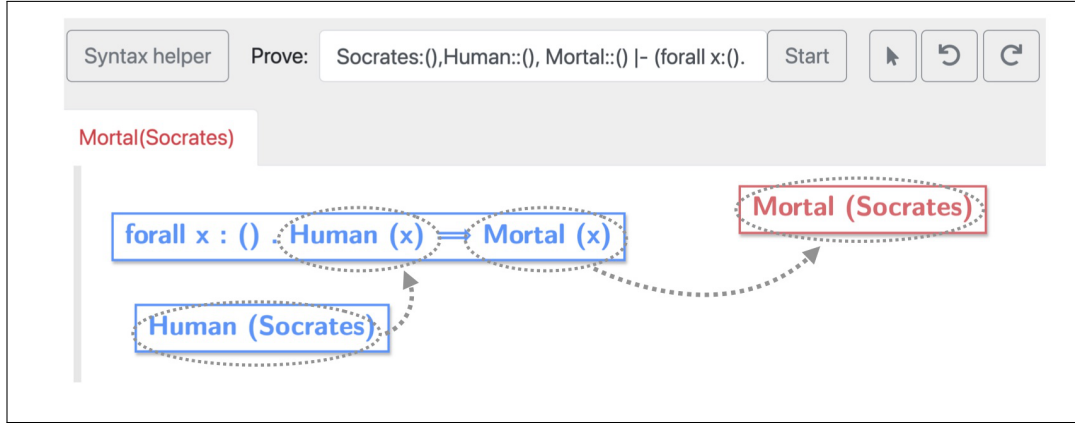 Syntax helper Prove: Socrates:(),Human::(), Mortal::() |- (forall x:(). Start
Mortal(Socrates)
Mortal (Socrates)
forall x : () . Human (x) ⟹ Mortal (x)
Human (Socrates)